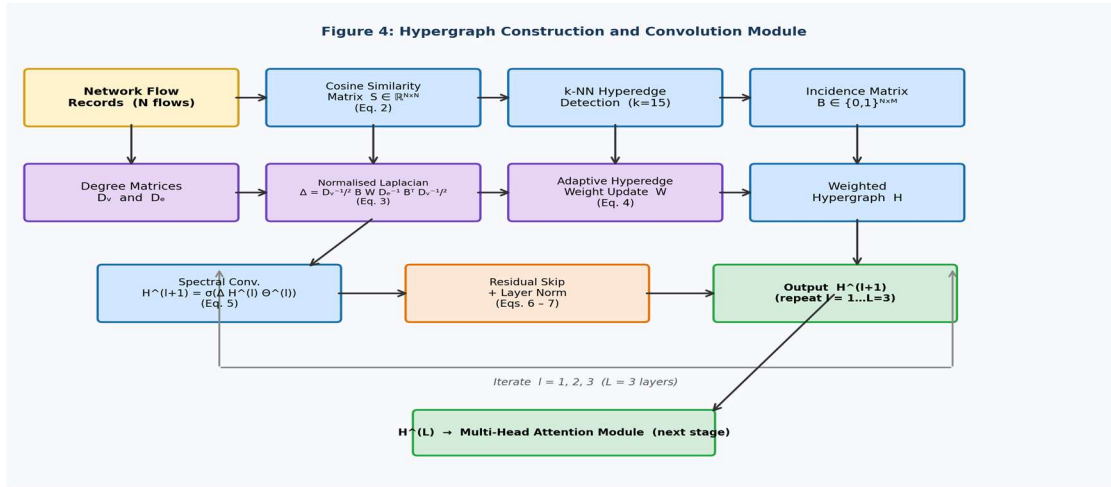 Figure 4: Hypergraph Construction and Convolution Module
Network Flow
Records (N flows)
Cosine Similarity
Matrix S ∈ ℝᴺˣᴺ
(Eq. 2)
k-NN Hyperedge
Detection (k=15)
Incidence Matrix
B ∈ {0,1}ᴺˣᴹ
Degree Matrices
Dᵥ and Dₑ
Normalised Laplacian
Δ = Dᵥ⁻¹/² B W Dₑ⁻¹ Bᵀ Dᵥ⁻¹/²
(Eq. 3)
Adaptive Hyperedge
Weight Update W
(Eq. 4)
Weighted
Hypergraph H
Spectral Conv.
H^(l+1) = σ(Δ H^(l) Θ^(l))
(Eq. 5)
Residual Skip
+ Layer Norm
(Eqs. 6 – 7)
Output H^(l+1)
(repeat l = 1…L=3)
Iterate l = 1, 2, 3 (L = 3 layers)
H^(L) → Multi-Head Attention Module (next stage)